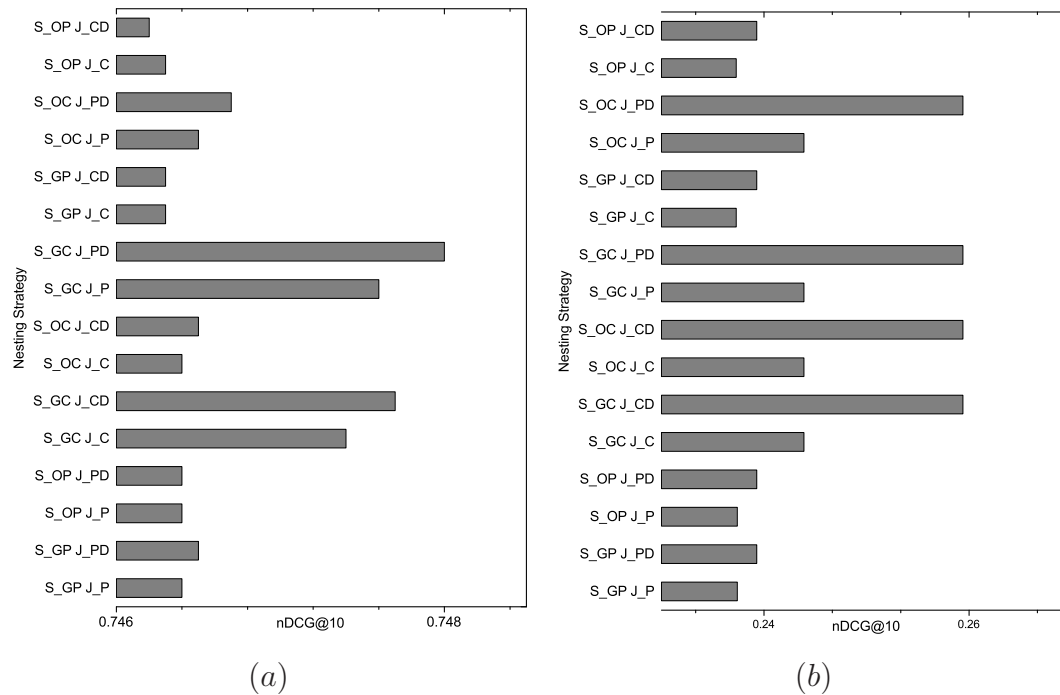 S_OP J_CD
S_OP J_C
S_OC J_PD
S_OC J_P
S_GP J_CD
S_GP J_C
S_GC J_PD
S_GC J_P
S_OC J_CD
S_OC J_C
S_GC J_CD
S_GC J_C
S_OP J_PD
S_OP J_P
S_GP J_PD
S_GP J_P
Nesting Strategy
0.746
nDCG@10
0.748
(a)
S_OP J_CD
S_OP J_C
S_OC J_PD
S_OC J_P
S_GP J_CD
S_GP J_C
S_GC J_PD
S_GC J_P
S_OC J_CD
S_OC J_C
S_GC J_CD
S_GC J_C
S_OP J_PD
S_OP J_P
S_GP J_PD
S_GP J_P
Nesting Strategy
0.24
nDCG@10
0.26
(b)